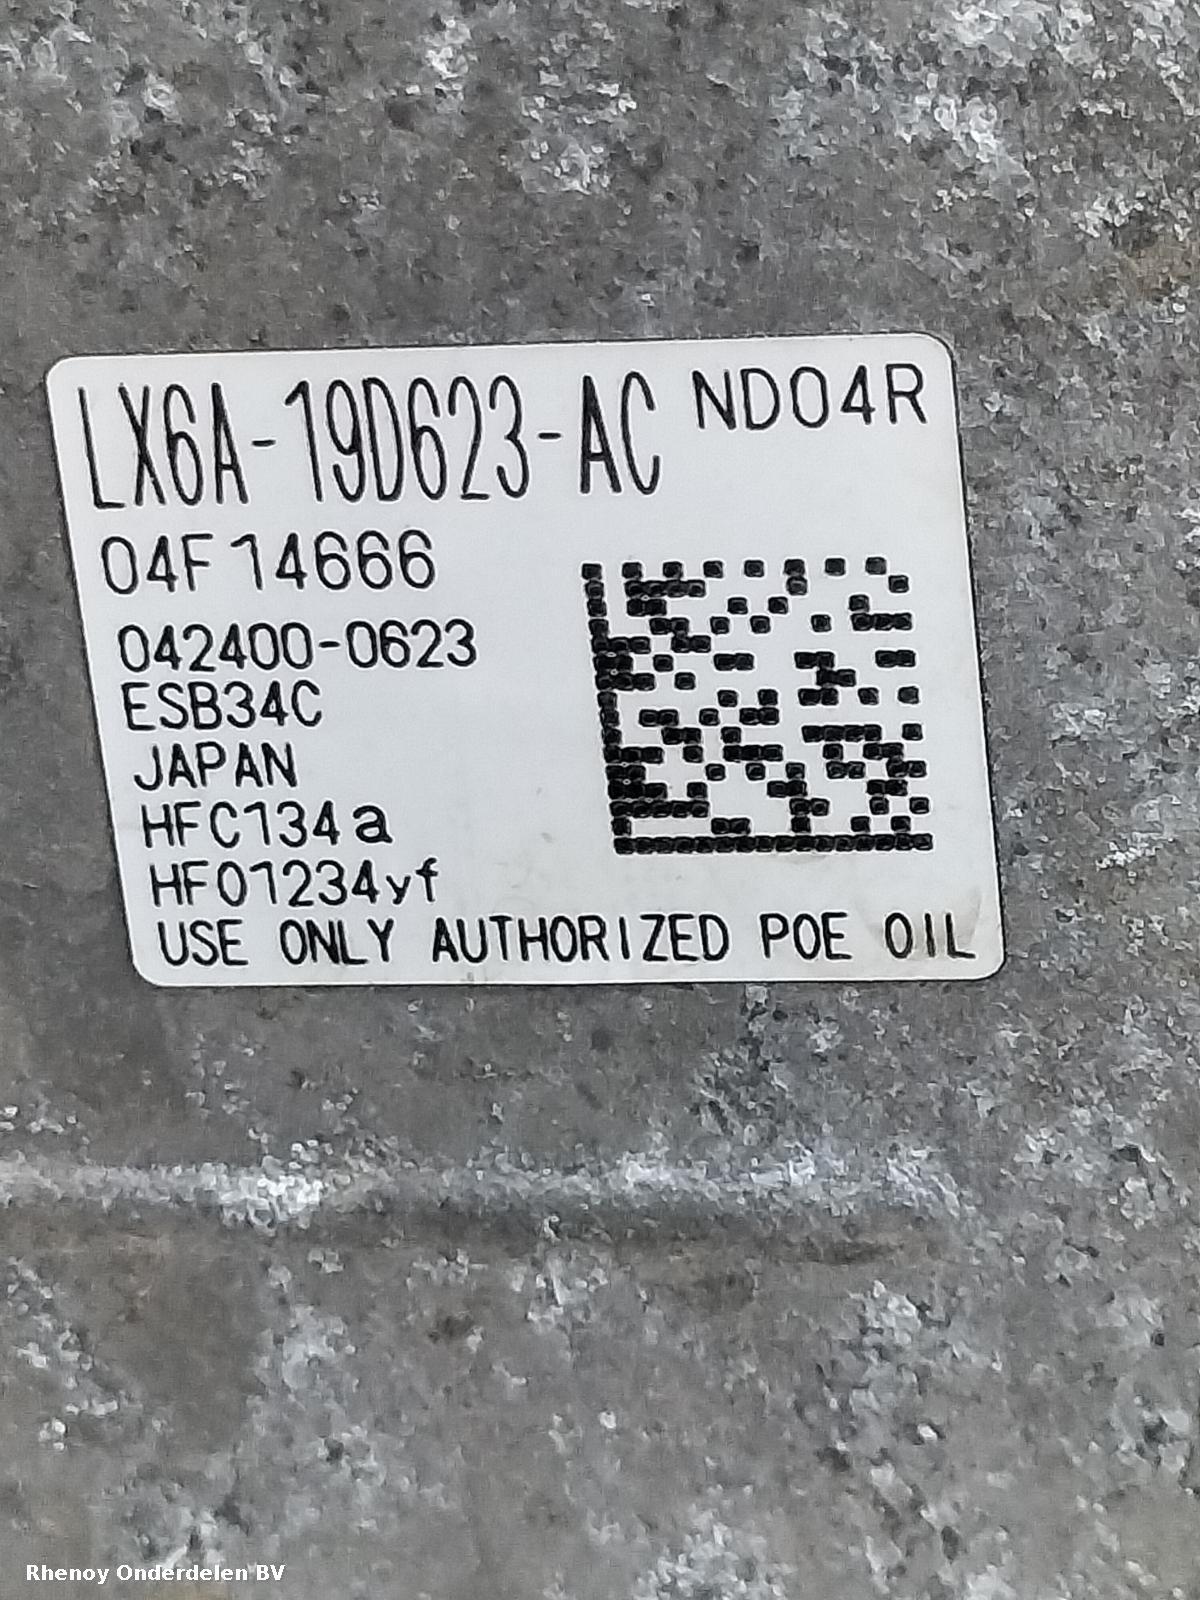 LX6A-19D623-AC ND04R
04F14666
042400-0623
ESB34C
JAPAN
HFC134a
HFO1234yf
USE ONLY AUTHORIZED POE OIL
Rhenoy Onderdelen BV